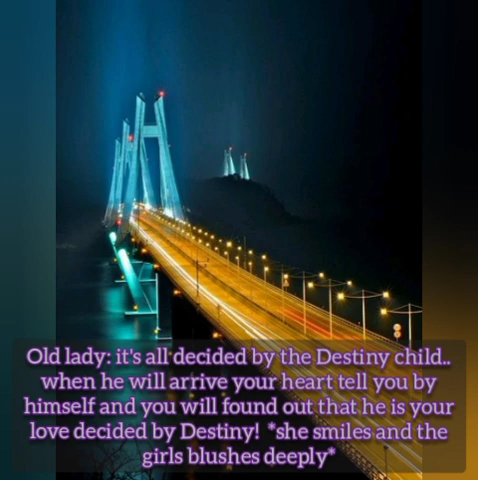 Old lady: it's all decided by the Destiny child..
when he will arrive your heart tell you by
himself and you will found out that he is your
love decided by Destiny! *she smiles and the
girls blushes deeply*